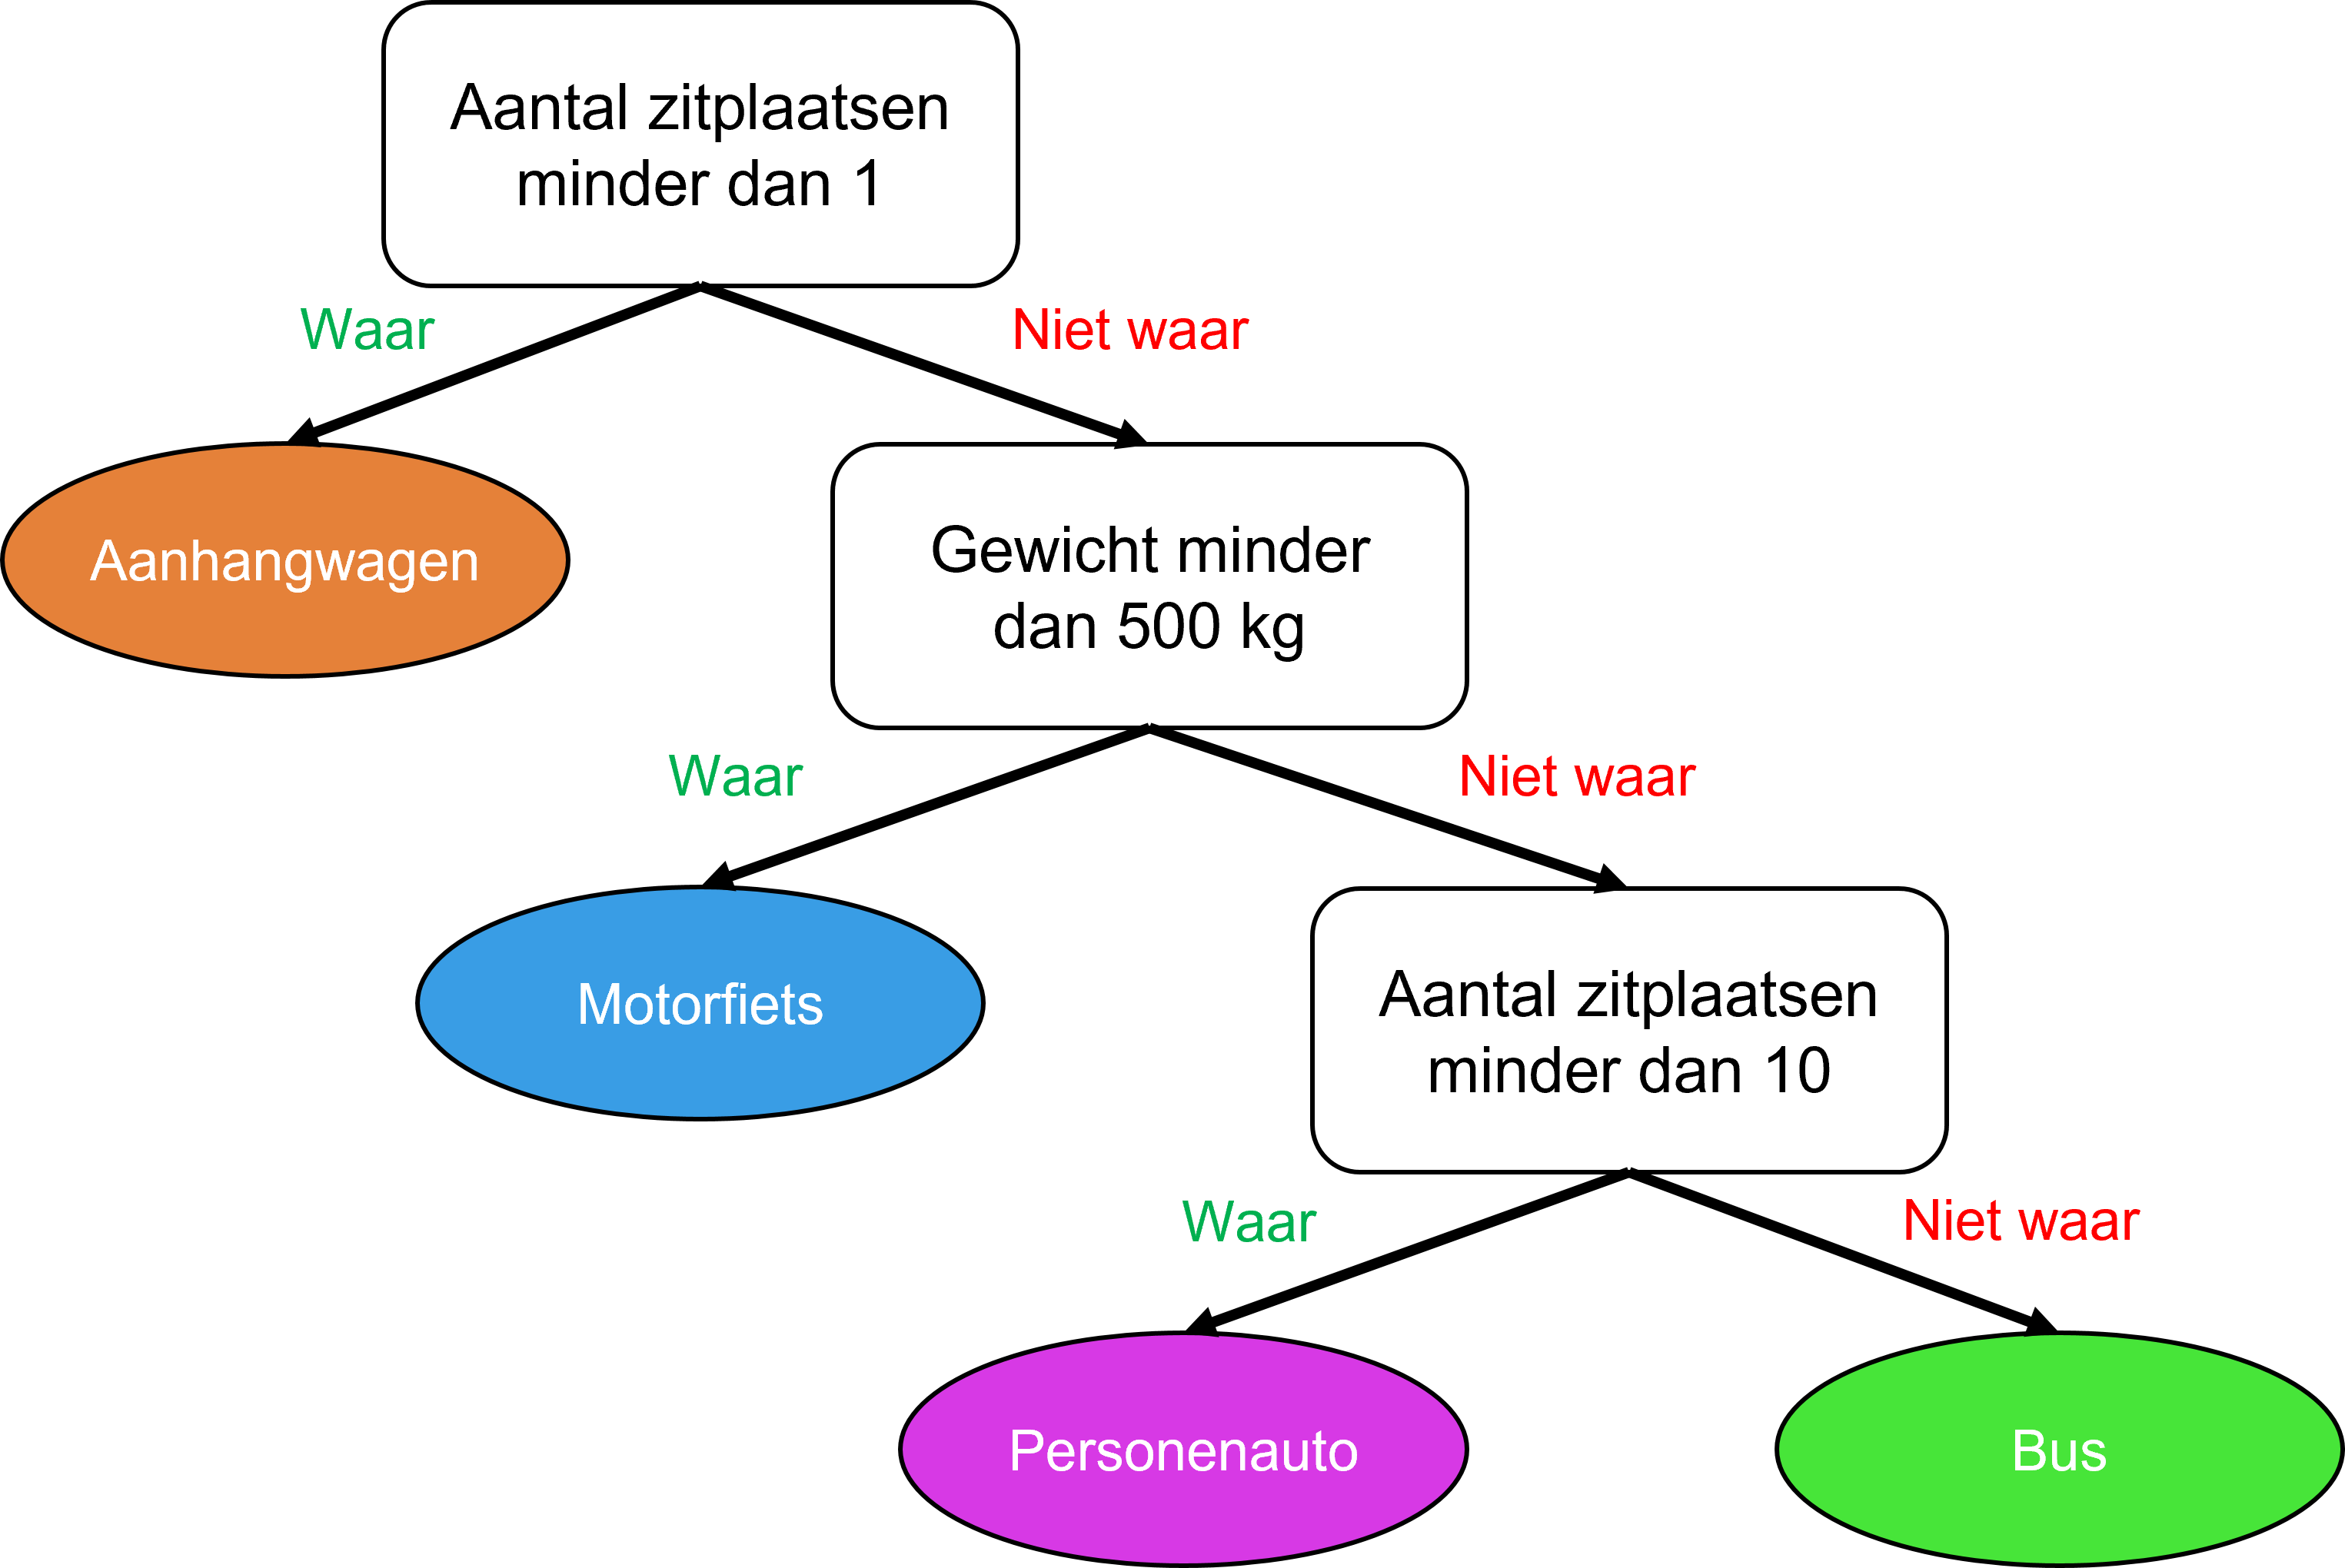 Aantal zitplaatsen
minder dan 1
Waar
Niet waar
Aanhangwagen
Gewicht minder
dan 500 kg
Waar
Niet waar
Motorfiets
Aantal zitplaatsen
minder dan 10
Waar
Niet waar
Personenauto
Bus